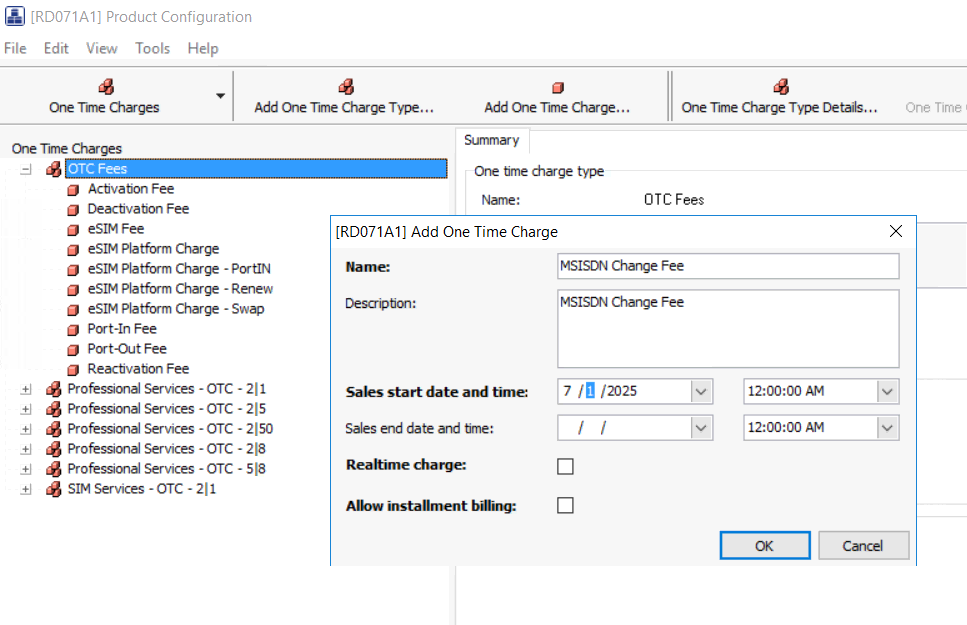 [RD071A1] Product Configuration
File Edit View Tools Help
One Time Charges Add One Time Charge Type... Add One Time Charge... One Time Charge Type Details... One Time
One Time Charges
OTC Fees
Activation Fee
Deactivation Fee
eSIM Fee
eSIM Platform Charge
eSIM Platform Charge - PortIN
eSIM Platform Charge - Renew
eSIM Platform Charge - Swap
Port-In Fee
Port-Out Fee
Reactivation Fee
Professional Services - OTC - 2|1
Professional Services - OTC - 2|5
Professional Services - OTC - 2|50
Professional Services - OTC - 2|8
Professional Services - OTC - 5|8
SIM Services - OTC - 2|1
Summary
One time charge type
Name: OTC Fees
[RD071A1] Add One Time Charge
Name: MSISDN Change Fee
Description: MSISDN Change Fee
Sales start date and time: 7 /1 /2025 12:00:00 AM
Sales end date and time: / / 12:00:00 AM
Realtime charge:
Allow installment billing:
OK Cancel